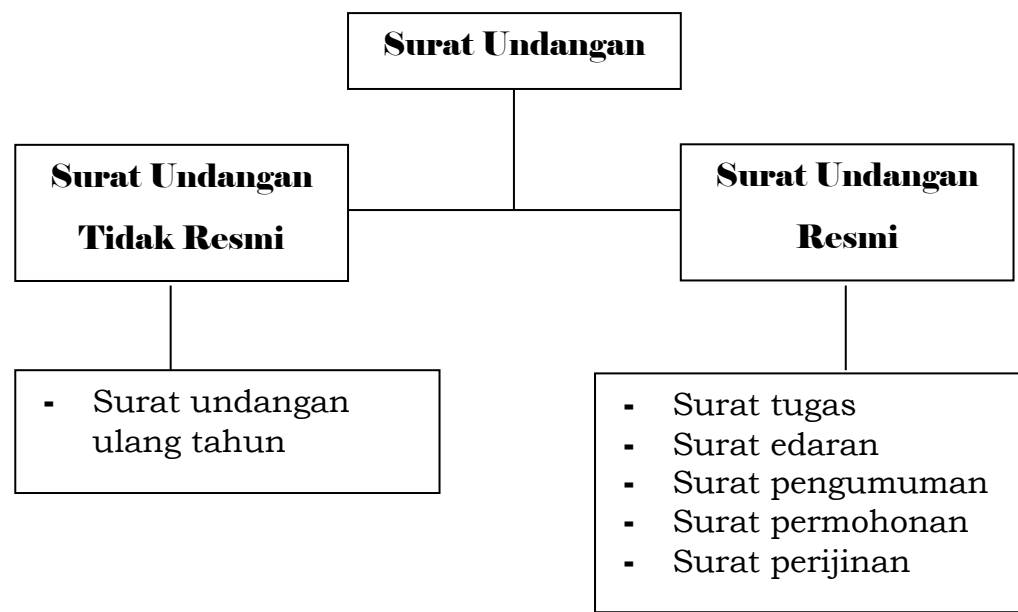 Surat Undangan
Surat Undangan
Tidak Resmi
Surat Undangan
Resmi
- Surat undangan
ulang tahun
- Surat tugas
- Surat edaran
- Surat pengumuman
- Surat permohonan
- Surat perijinan